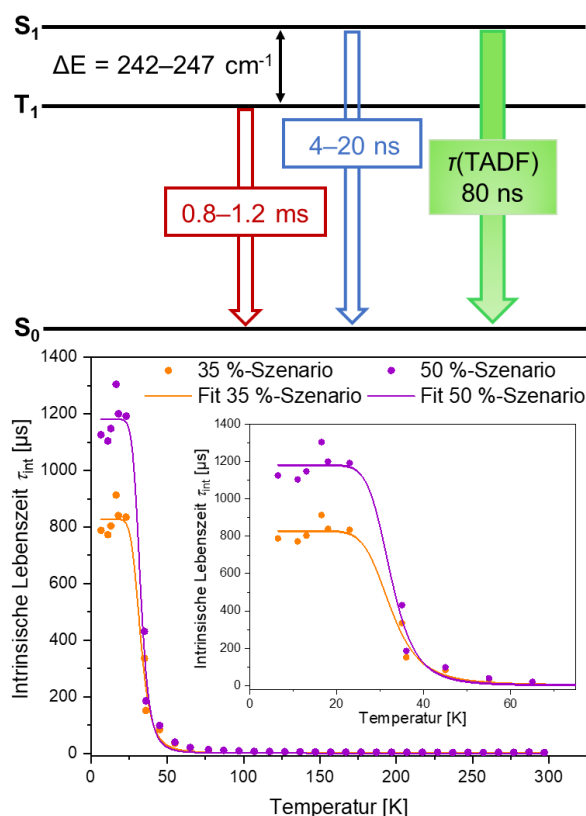 S₁
ΔE = 242–247 cm⁻¹
T₁
4–20 ns
τ(TADF)
80 ns
0.8–1.2 ms
S₀
35 %-Szenario
50 %-Szenario
Fit 35 %-Szenario
Fit 50 %-Szenario
Intrinsische Lebenszeit τint [µs]
1400
1200
1000
800
600
400
200
0
0
50
100
150
200
250
300
Temperatur [K]
Intrinsische Lebenszeit τint [µs]
1400
1200
1000
800
600
400
200
0
0
20
40
60
Temperatur [K]